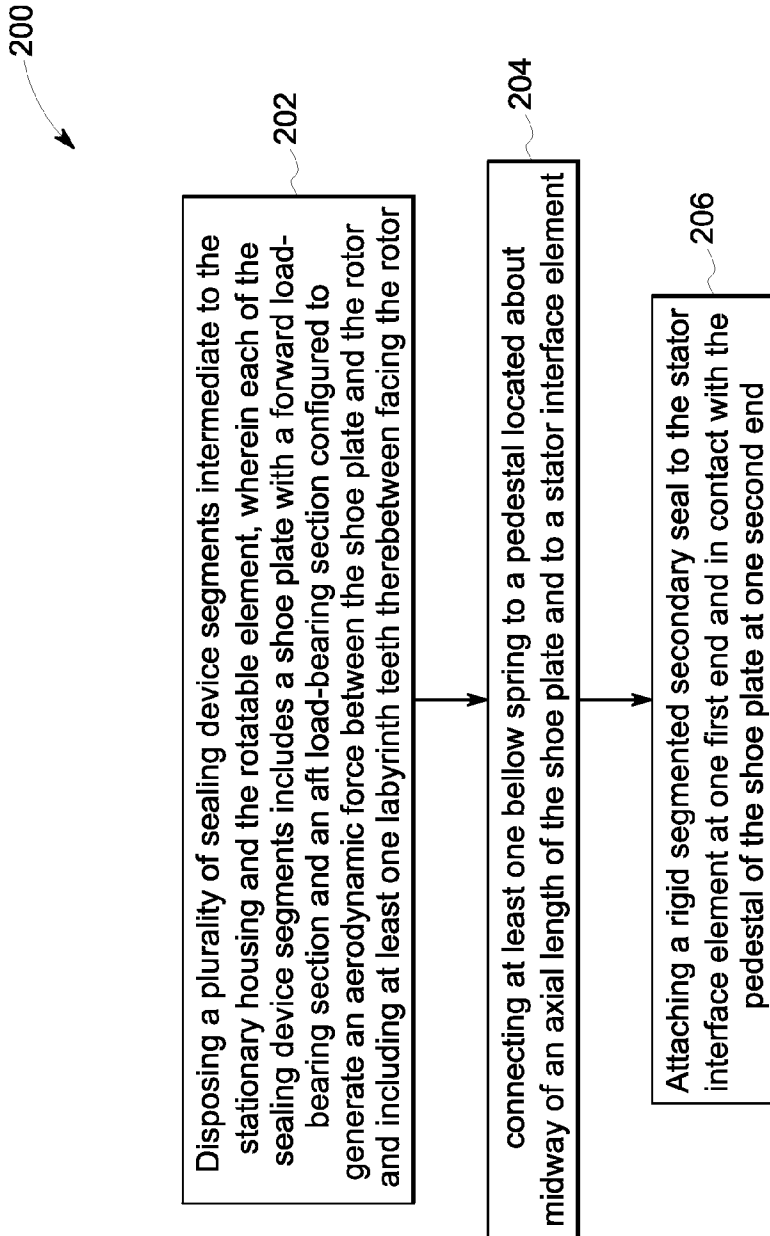 200
202
Disposing a plurality of sealing device segments intermediate to the
stationary housing and the rotatable element, wherein each of the
sealing device segments includes a shoe plate with a forward load-
bearing section and an aft load-bearing section configured to
generate an aerodynamic force between the shoe plate and the rotor
and including at least one labyrinth teeth therebetween facing the rotor
204
connecting at least one bellow spring to a pedestal located about
midway of an axial length of the shoe plate and to a stator interface element
206
Attaching a rigid segmented secondary seal to the stator
interface element at one first end and in contact with the
pedestal of the shoe plate at one second end